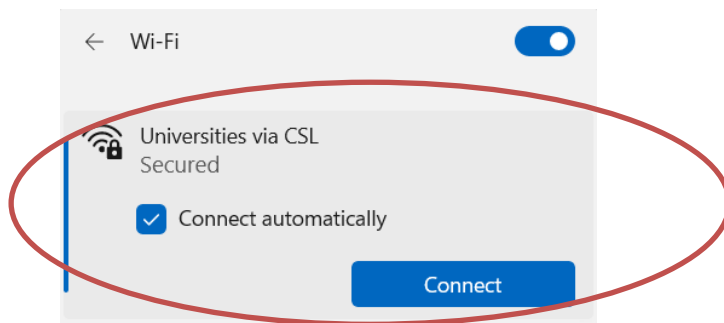 Wi-Fi
Universities via CSL
Secured
Connect automatically
Connect